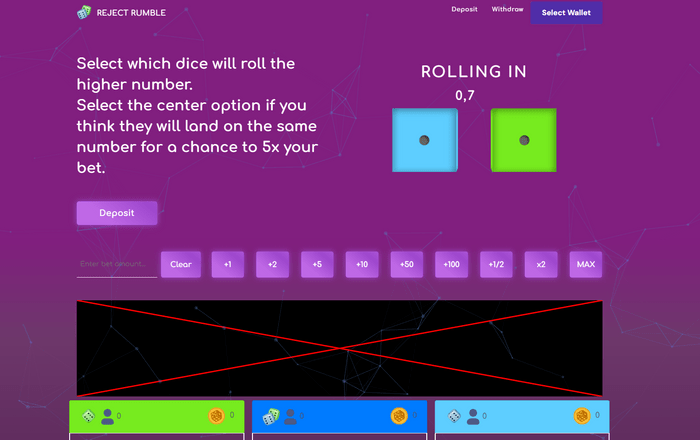 REJECT RUMBLE
Deposit
Withdraw
Select Wallet
Select which dice will roll the
higher number.
Select the center option if you
think they will land on the same
number for a chance to 5x your
bet.
ROLLING IN
0,7
Deposit
Enter bet amount...
Clear
+1
+2
+5
+10
+50
+100
+1/2
x2
MAX
0
0
0
0
0
0